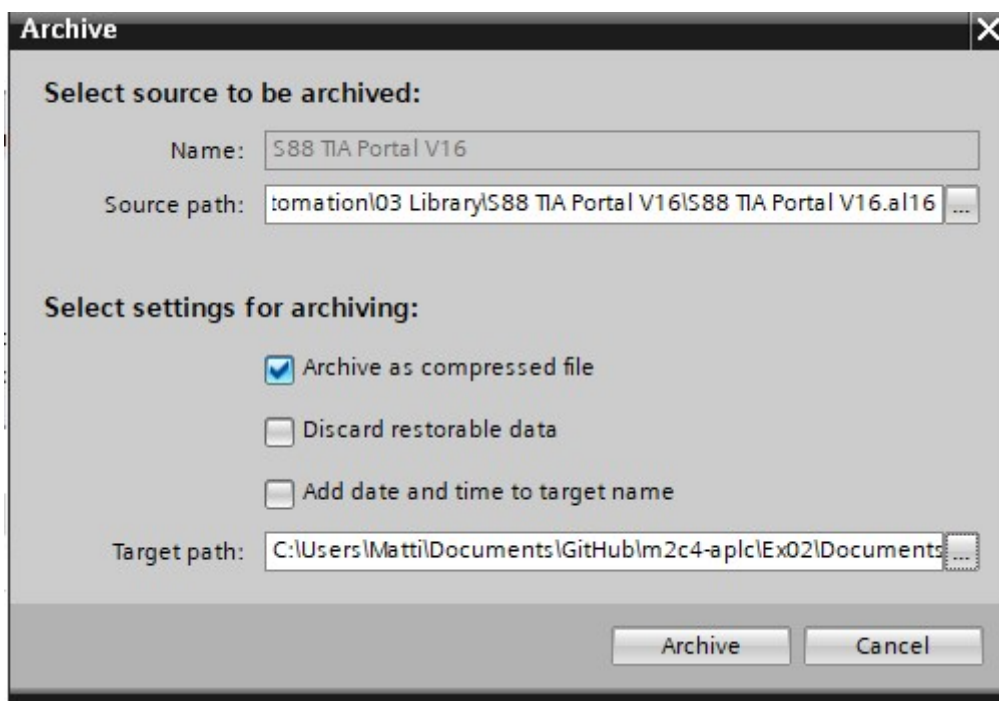 Archive
Select source to be archived:
Name: S88 TIA Portal V16
Source path: tomation\03 Library\S88 TIA Portal V16\S88 TIA Portal V16.al16 ...
Select settings for archiving:
Archive as compressed file
Discard restorable data
Add date and time to target name
Target path: C:\Users\Matti\Documents\GitHub\m2c4-aplc\Ex02\Documents ...
Archive Cancel